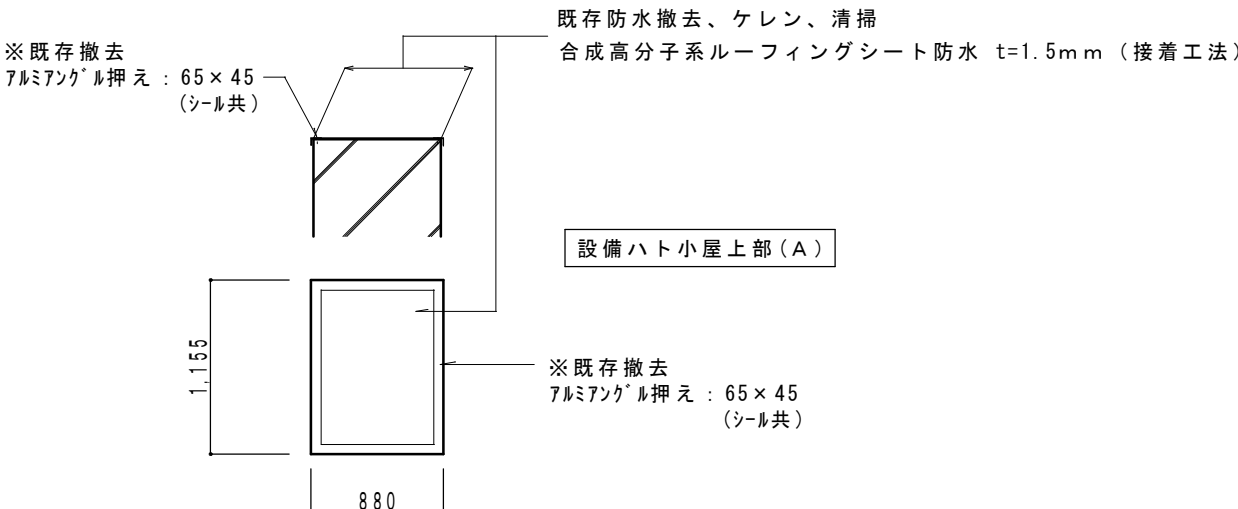 既存防水撤去、ケレン、清掃
合成高分子系ルーフィングシート防水 t=1.5mm（接着工法）
※既存撤去
ｱﾙﾐｱﾝｸﾞﾙ押え：65×45
(ｼｰﾙ共)
設備ハト小屋上部(A)
1,155
※既存撤去
ｱﾙﾐｱﾝｸﾞﾙ押え：65×45
(ｼｰﾙ共)
880